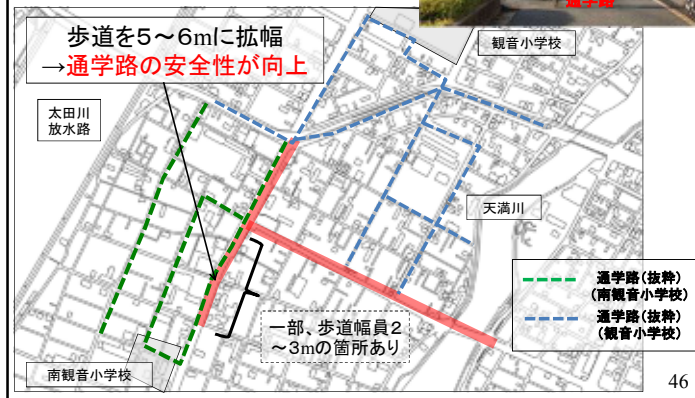 通学路
歩道を5～6mに拡幅
→通学路の安全性が向上
観音小学校
太田川
放水路
天満川
通学路(抜粋)
(南観音小学校)
通学路(抜粋)
(観音小学校)
一部、歩道幅員2
～3mの箇所あり
南観音小学校
46